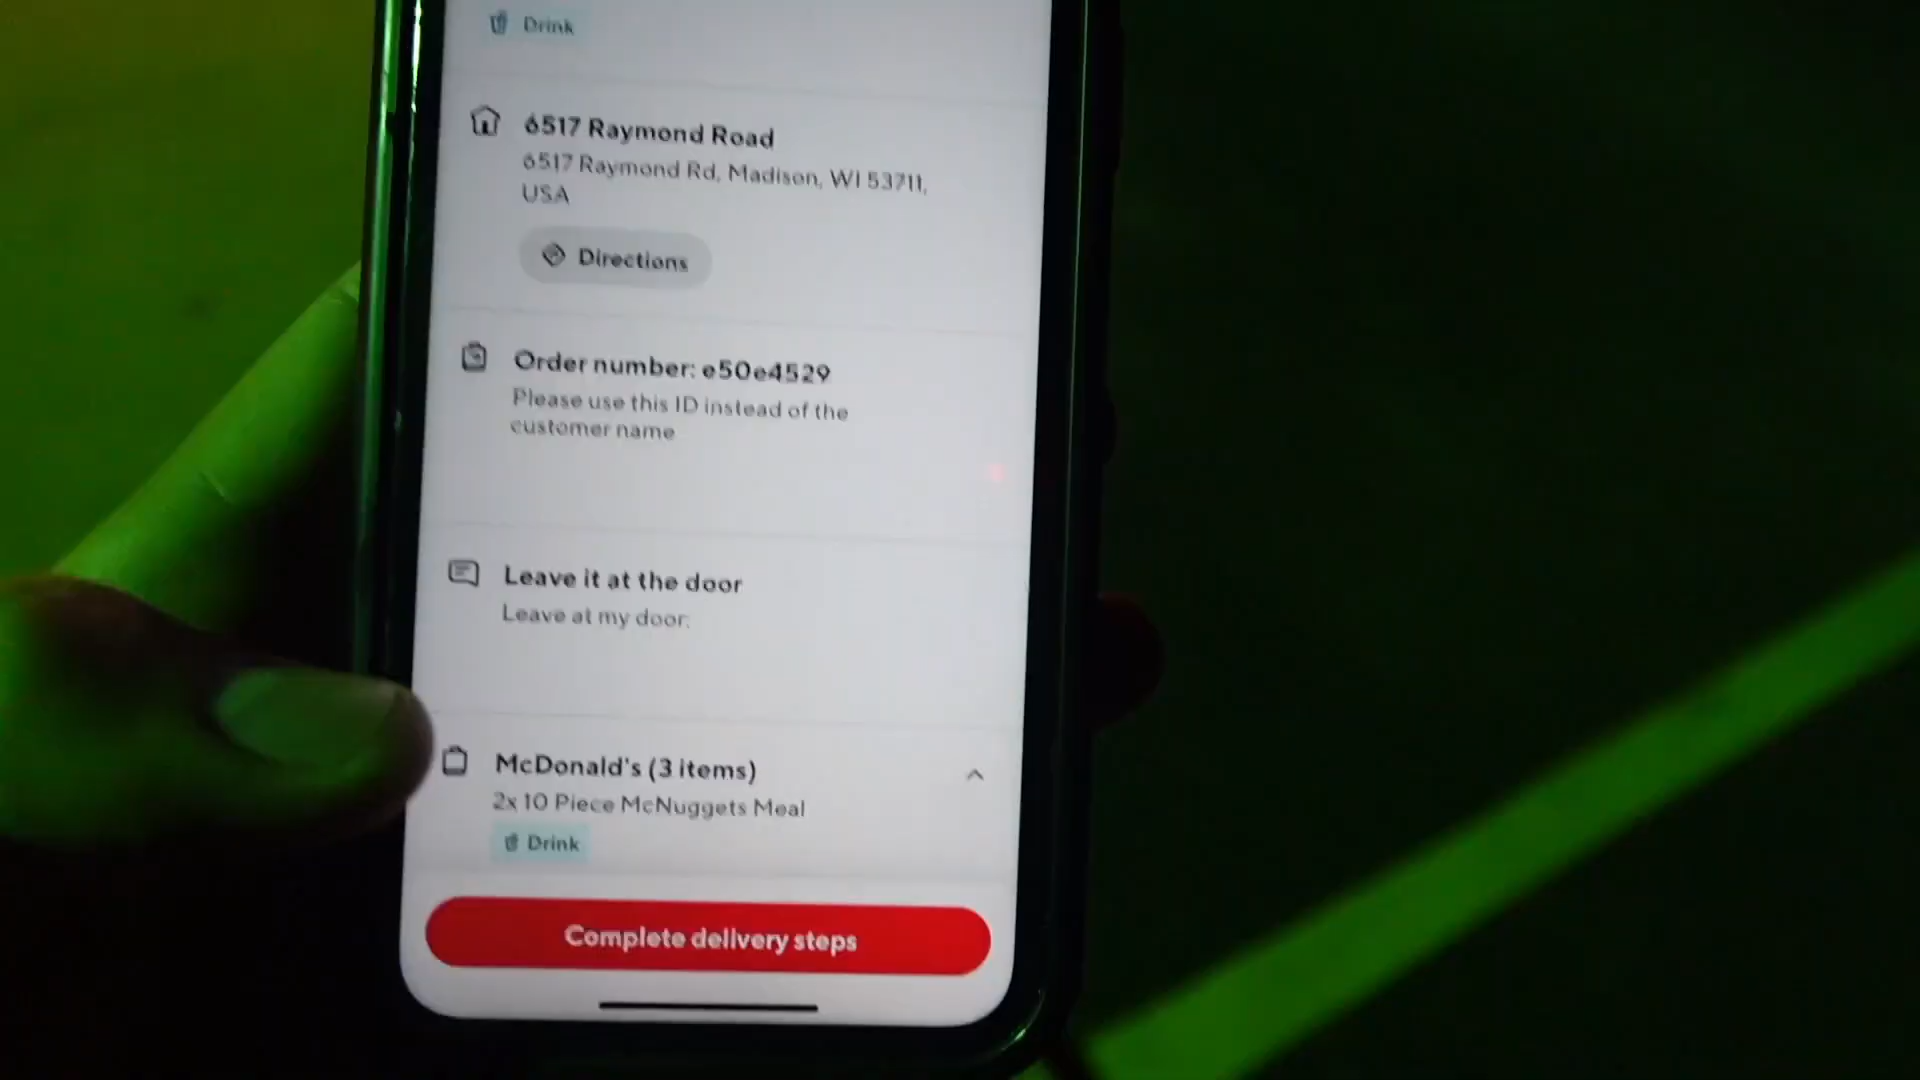 Drink
6517 Raymond Road
6517 Raymond Rd, Madison, WI 53711,
USA
Directions
Order number: e50e4529
Please use this ID instead of the
customer name
Leave it at the door
Leave at my door:
McDonald's (3 items)
2x 10 Piece McNuggets Meal
Drink
Complete delivery steps